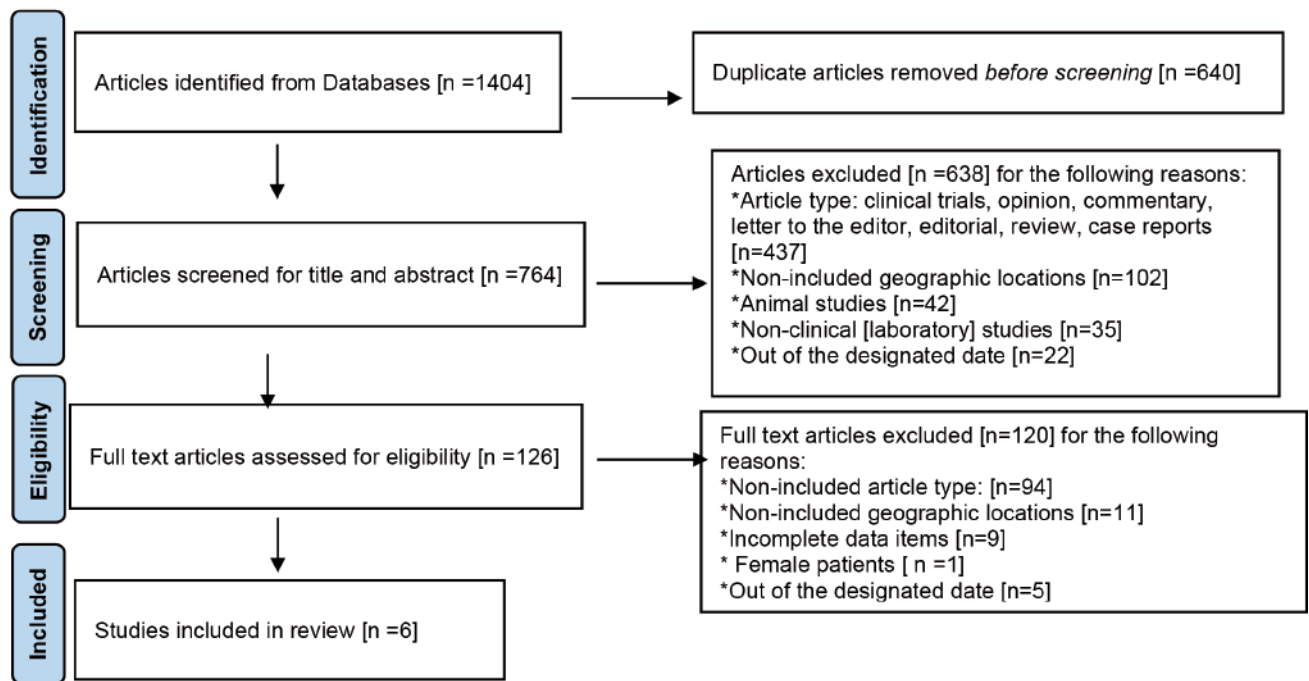 Identification
Articles identified from Databases [n =1404]
Duplicate articles removed before screening [n =640]
Screening
Articles screened for title and abstract [n =764]
Articles excluded [n =638] for the following reasons:
*Article type: clinical trials, opinion, commentary,
letter to the editor, editorial, review, case reports
[n=437]
*Non-included geographic locations [n=102]
*Animal studies [n=42]
*Non-clinical [laboratory] studies [n=35]
*Out of the designated date [n=22]
Eligibility
Full text articles assessed for eligibility [n =126]
Full text articles excluded [n=120] for the following
reasons:
*Non-included article type: [n=94]
*Non-included geographic locations [n=11]
*Incomplete data items [n=9]
* Female patients [ n =1]
*Out of the designated date [n=5]
Included
Studies included in review [n =6]